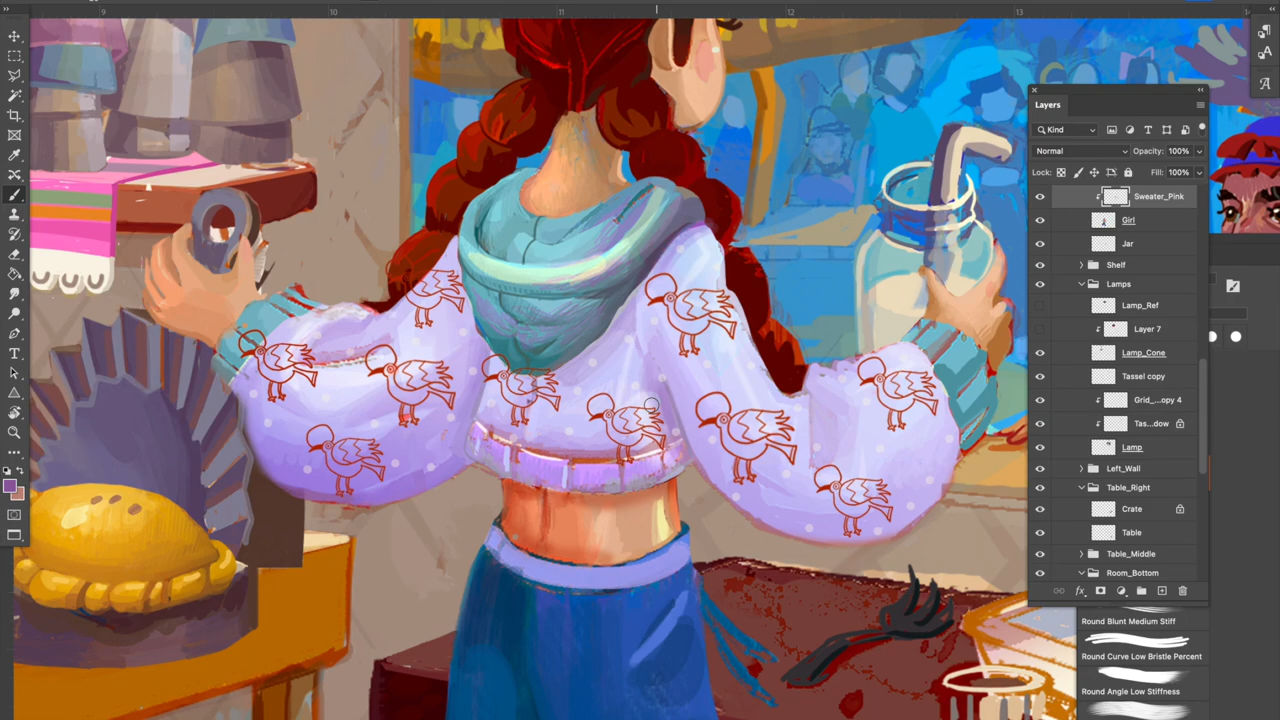 9 10 11 12 13
Layers
Kind
Normal Opacity: 100%
Lock: Fill: 100%
Sweater_Pink
Girl
Jar
Shelf
Lamps
Lamp_Ref
Layer 7
Lamp_Cone
Tassel copy
Grid_...opy 4
Tas...dow
Lamp
Left_Wall
Table_Right
Crate
Table
Table_Middle
Room_Bottom
fx
Round Blunt Medium Stiff
Round Curve Low Bristle Percent
Round Angle Low Stiffness